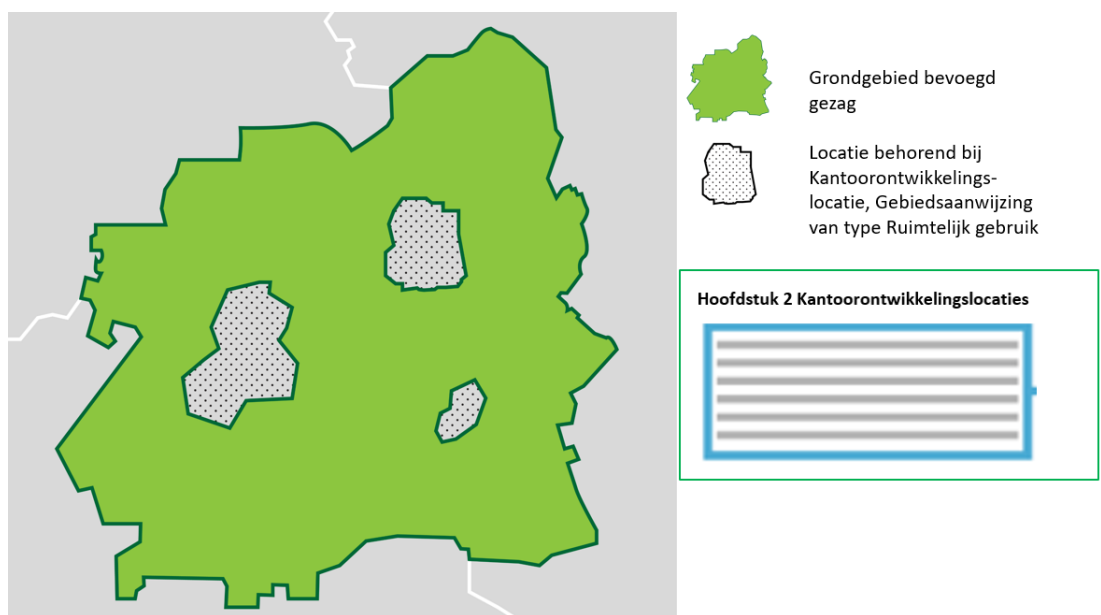 Grondgebied bevoegd
gezag
Locatie behorend bij
Kantoorontwikkelings-
locatie, Gebiedsaanwijzing
van type Ruimtelijk gebruik
Hoofdstuk 2 Kantoorontwikkelingslocaties